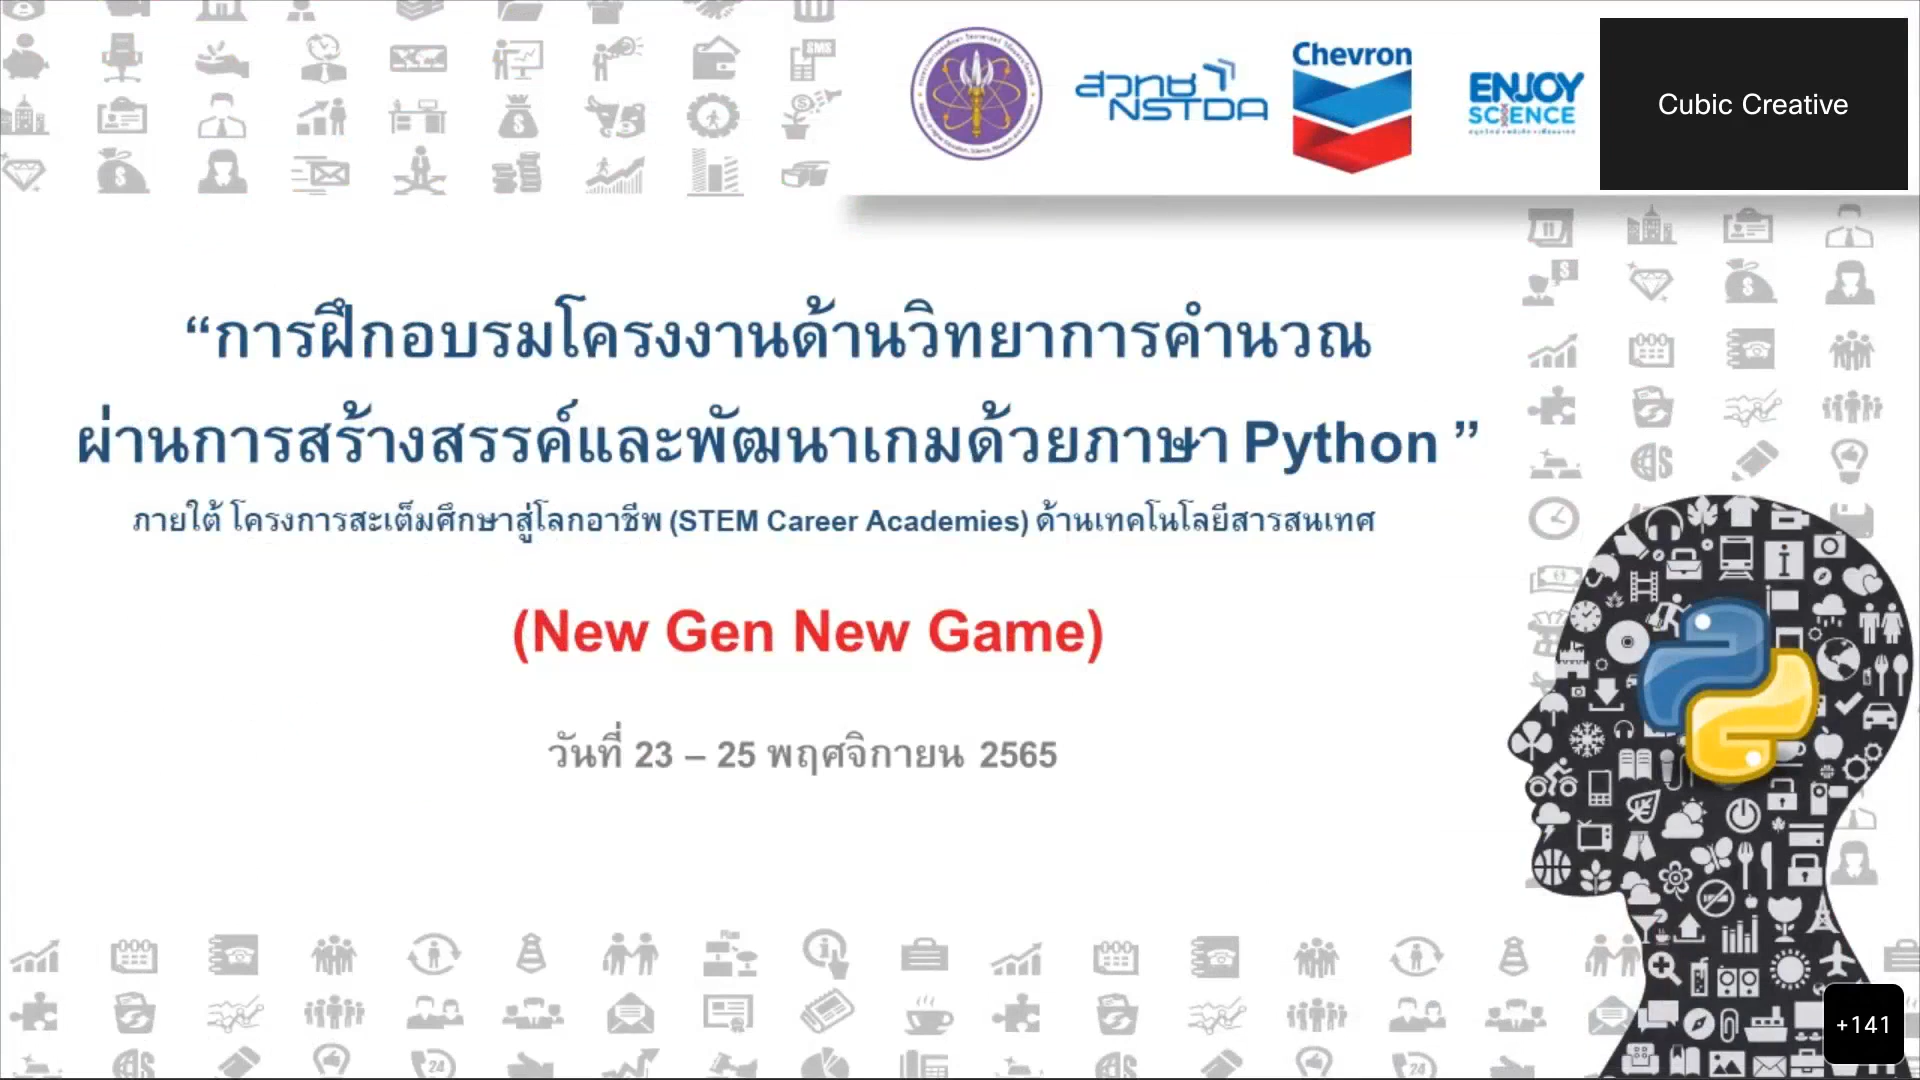 สวทช
NSTDA
Chevron
ENJOY
SCIENCE
Cubic Creative
SMS
“การฝึกอบรมโครงงานด้านวิทยาการคำนวณ
ผ่านการสร้างสรรค์และพัฒนาเกมด้วยภาษา Python ”
ภายใต้ โครงการสะเต็มศึกษาสู่โลกอาชีพ (STEM Career Academies) ด้านเทคโนโลยีสารสนเทศ
(New Gen New Game)
วันที่ 23 – 25 พฤศจิกายน 2565
Plan
+141